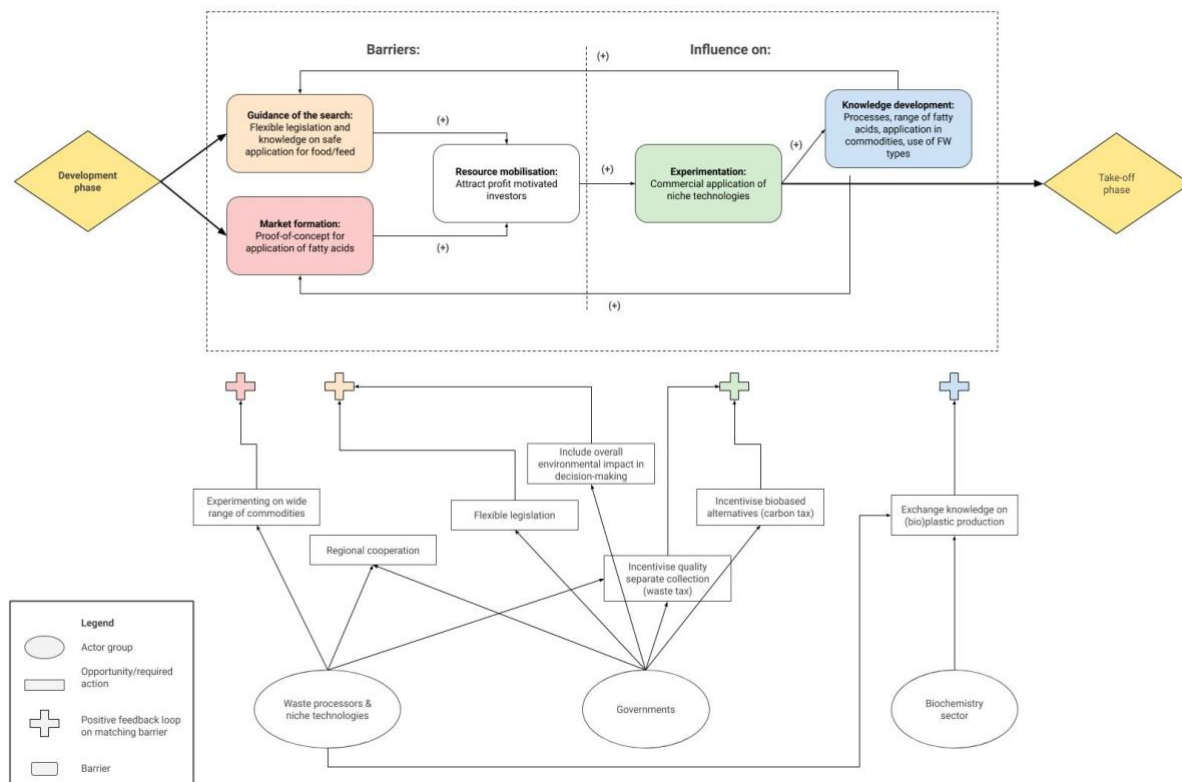 Barriers:
Influence on:
(+)
Guidance of the search:
Flexible legislation and
knowledge on safe
application for food/feed
(+)
Knowledge development:
Processes, range of fatty
acids, application in
commodities, use of FW
types
Development
phase
Resource mobilisation:
Attract profit motivated
investors
(+)
Experimentation:
Commercial application of
niche technologies
(+)
Take-off
phase
Market formation:
Proof-of-concept for
application of fatty acids
(+)
(+)
Include overall
environmental impact in
decision-making
Experimenting on wide
range of commodities
Flexible legislation
Incentivise biobased
alternatives (carbon tax)
Exchange knowledge on
(bio)plastic production
Regional cooperation
Incentivise quality
separate collection
(waste tax)
Legend
Actor group
Opportunity/required
action
Positive feedback loop
on matching barrier
Barrier
Waste processors &
niche technologies
Governments
Biochemistry
sector